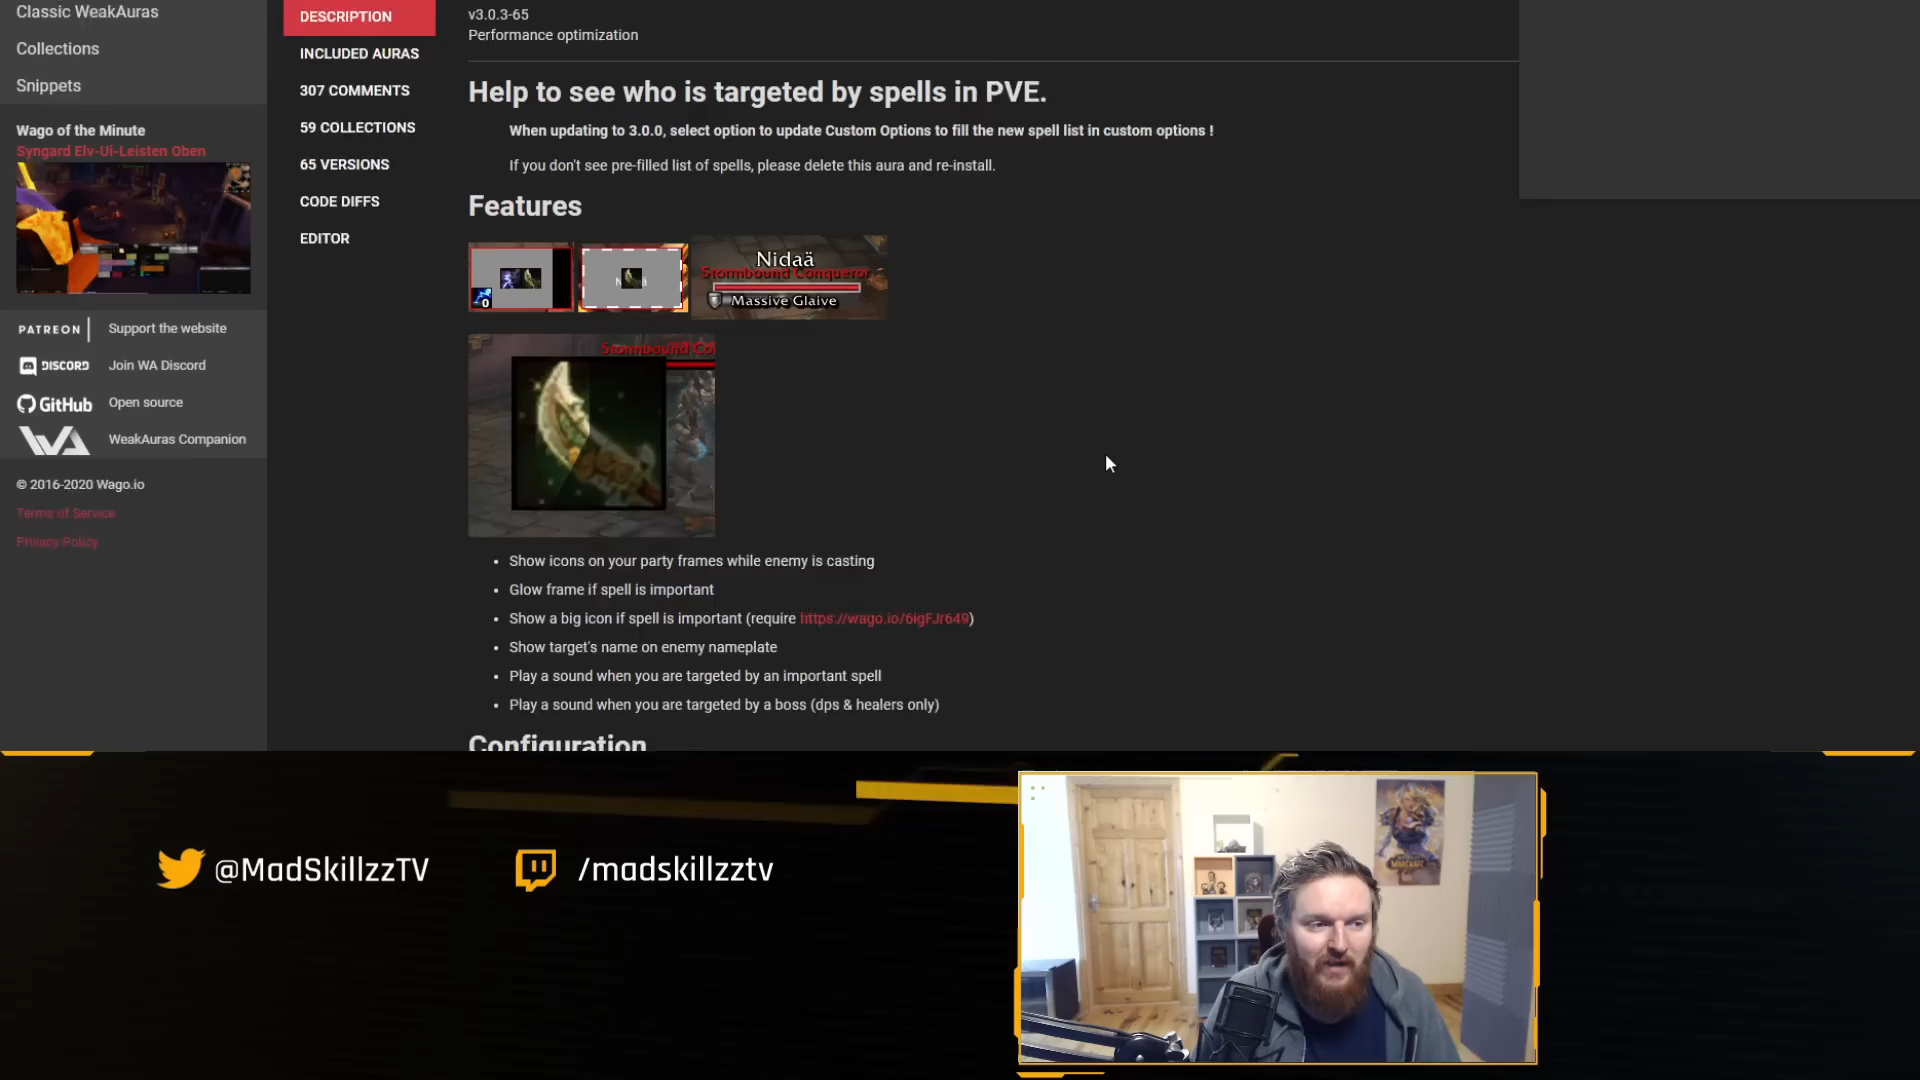 Classic WeakAuras
Collections
Snippets
Wago of the Minute
Syngard Elv-Ui-Leisten Oben
PATREON
Support the website
DISCORD
Join WA Discord
GitHub
Open source
WA
WeakAuras Companion
© 2016-2020 Wago.io
Terms of Service
Privacy Policy
DESCRIPTION
INCLUDED AURAS
307 COMMENTS
59 COLLECTIONS
65 VERSIONS
CODE DIFFS
EDITOR
v3.0.3-65
Performance optimization
Help to see who is targeted by spells in PVE.
When updating to 3.0.0, select option to update Custom Options to fill the new spell list in custom options !
If you don't see pre-filled list of spells, please delete this aura and re-install.
Features
0
Nidaä
Stormbound Conqueror
Massive Glaive
Stormbound Co
• Show icons on your party frames while enemy is casting
• Glow frame if spell is important
• Show a big icon if spell is important (require https://wago.io/6igFJr649)
• Show target's name on enemy nameplate
• Play a sound when you are targeted by an important spell
• Play a sound when you are targeted by a boss (dps & healers only)
Configuration
@MadSkillzzTV
/madskillzztv
WARCRAFT